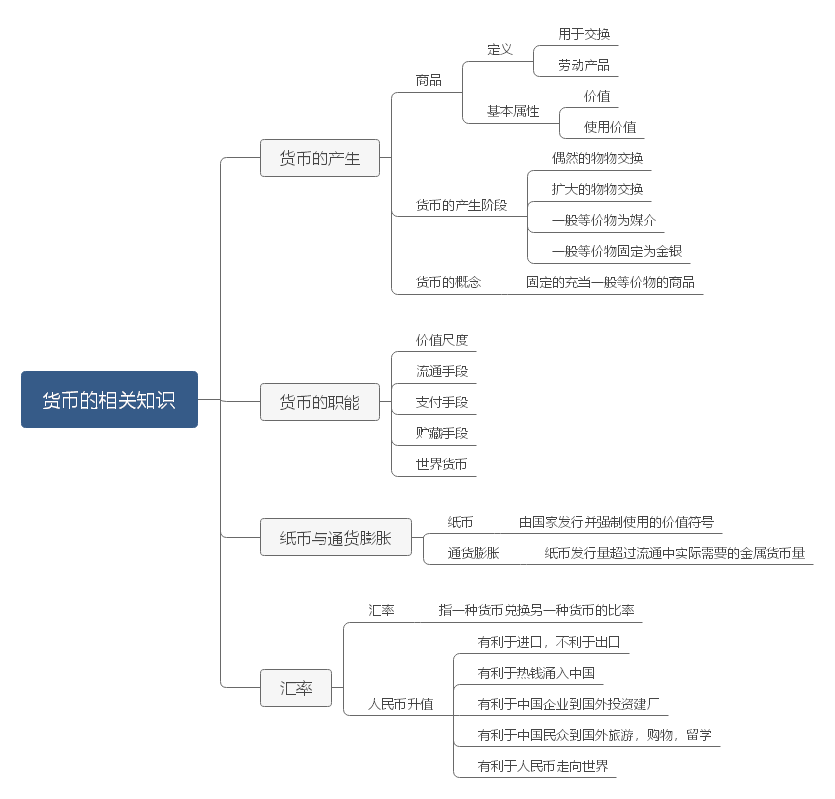 货币的相关知识
货币的产生
商品
定义
用于交换
劳动产品
基本属性
价值
使用价值
货币的产生阶段
偶然的物物交换
扩大的物物交换
一般等价物为媒介
一般等价物固定为金银
货币的概念
固定的充当一般等价物的商品
货币的职能
价值尺度
流通手段
支付手段
贮藏手段
世界货币
纸币与通货膨胀
纸币
由国家发行并强制使用的价值符号
通货膨胀
纸币发行量超过流通中实际需要的金属货币量
汇率
汇率
指一种货币兑换另一种货币的比率
人民币升值
有利于进口，不利于出口
有利于热钱涌入中国
有利于中国企业到国外投资建厂
有利于中国民众到国外旅游，购物，留学
有利于人民币走向世界